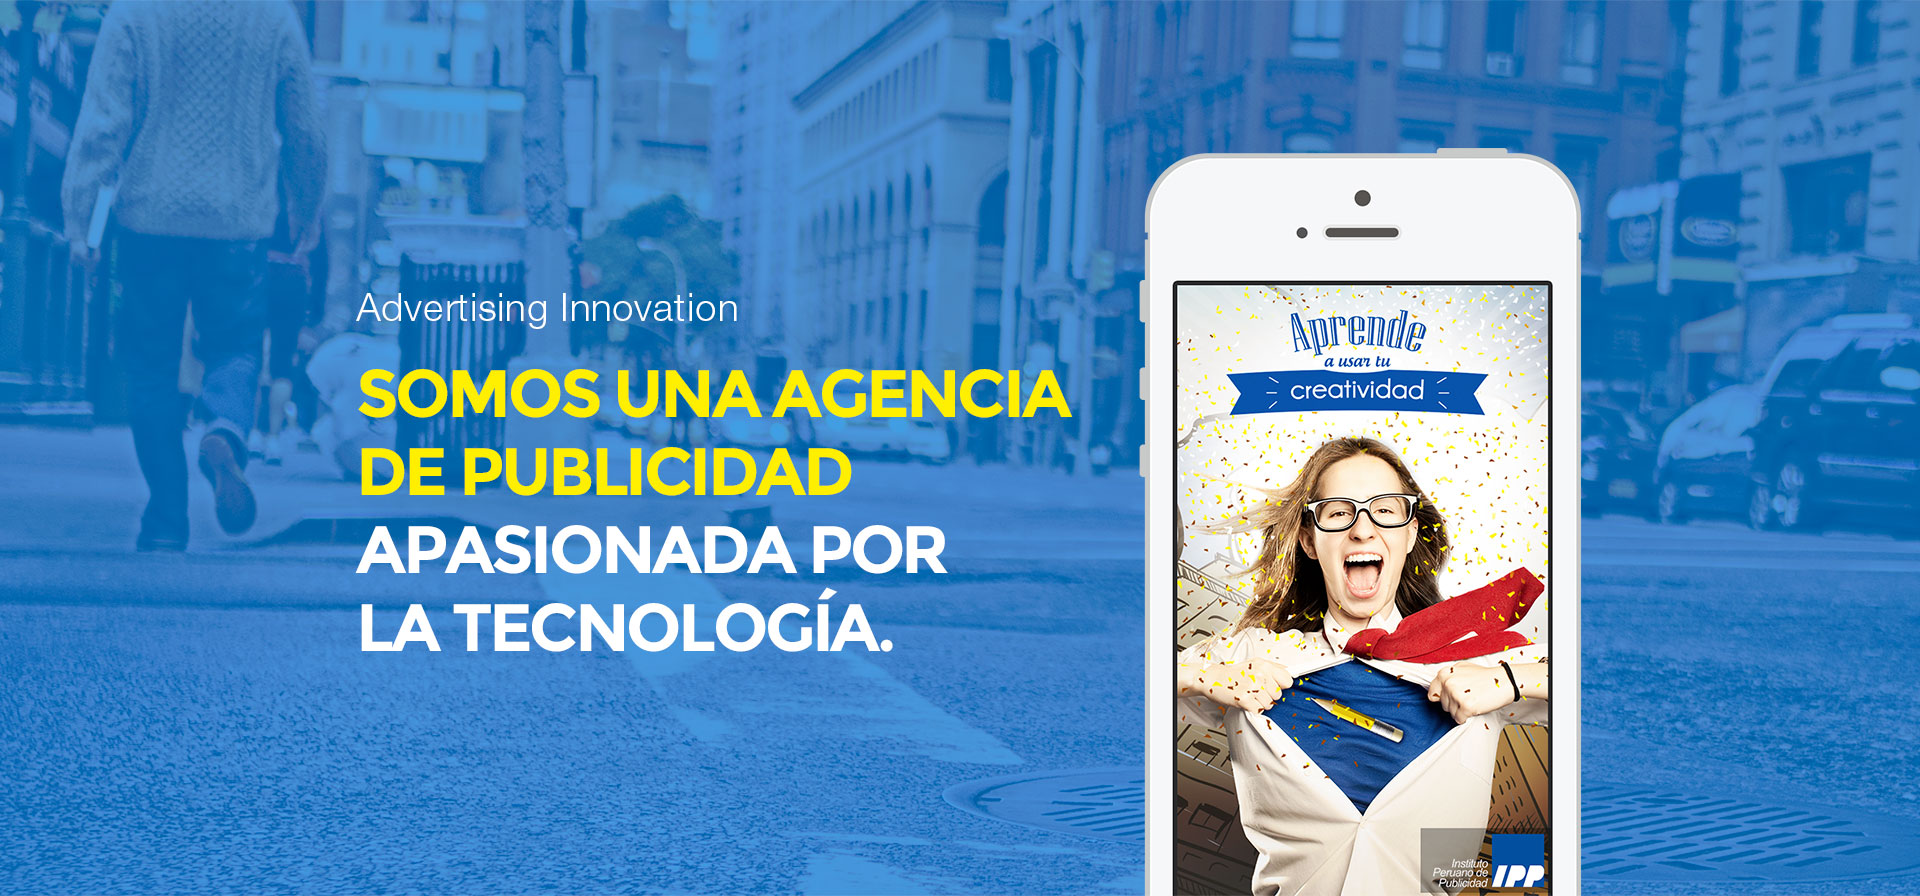 Advertising Innovation
SOMOS UNA AGENCIA
DE PUBLICIDAD
APASIONADA POR
LA TECNOLOGÍA.
Aprende
a usar tu
creatividad
Instituto
Peruano de
Publicidad
IPP